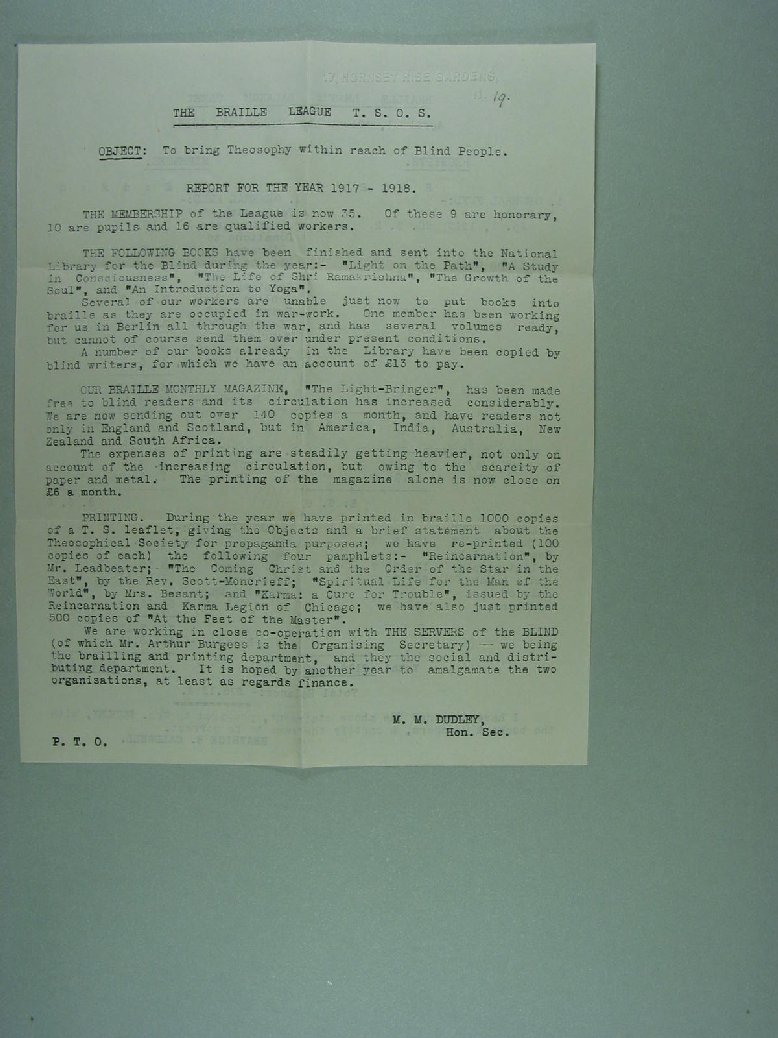 17, HORNSEY RISE GARDENS,
19.
THE BRAILLE LEAGUE T. S. O. S.
OBJECT: To bring Theosophy within reach of Blind People.
REPORT FOR THE YEAR 1917 - 1918.
THE MEMBERSHIP of the League is now 35. Of these 9 are honorary,
10 are pupils and 16 are qualified workers.
THE FOLLOWING BOOKS have been finished and sent into the National
Library for the Blind during the year:- "Light on the Path", "A Study
in Consciousness", "The Life of Shri Ramakrishna", "The Growth of the
Soul", and "An Introduction to Yoga".
Several of our workers are unable just now to put books into
braille as they are occupied in war-work. One member has been working
for us in Berlin all through the war, and has several volumes ready,
but cannot of course send them over under present conditions.
A number of our books already in the Library have been copied by
blind writers, for which we have an account of £13 to pay.
OUR BRAILLE MONTHLY MAGAZINE, "The Light-Bringer", has been made
free to blind readers and its circulation has increased considerably.
We are now sending out over 140 copies a month, and have readers not
only in England and Scotland, but in America, India, Australia, New
Zealand and South Africa.
The expenses of printing are steadily getting heavier, not only on
account of the increasing circulation, but owing to the scarcity of
paper and metal. The printing of the magazine alone is now close on
£6 a month.
PRINTING. During the year we have printed in braille 1000 copies
of a T. S. leaflet, giving the Objects and a brief statement about the
Theosophical Society for propaganda purposes; we have re-printed (100
copies of each) the following four pamphlets:- "Reincarnation", by
Mr. Leadbeater; "The Coming Christ and the Order of the Star in the
East", by the Rev. Scott-Moncrieff; "Spiritual Life for the Man of the
World", by Mrs. Besant; and "Karma: a Cure for Trouble", issued by the
Reincarnation and Karma Legion of Chicago; we have also just printed
500 copies of "At the Feet of the Master".
We are working in close co-operation with THE SERVERS of the BLIND
(of which Mr. Arthur Burgess is the Organising Secretary) -- we being
the brailling and printing department, and they the social and distri-
buting department. It is hoped by another year to amalgamate the two
organisations, at least as regards finance.
M. M. DUDLEY,
Hon. Sec.
P. T. O.